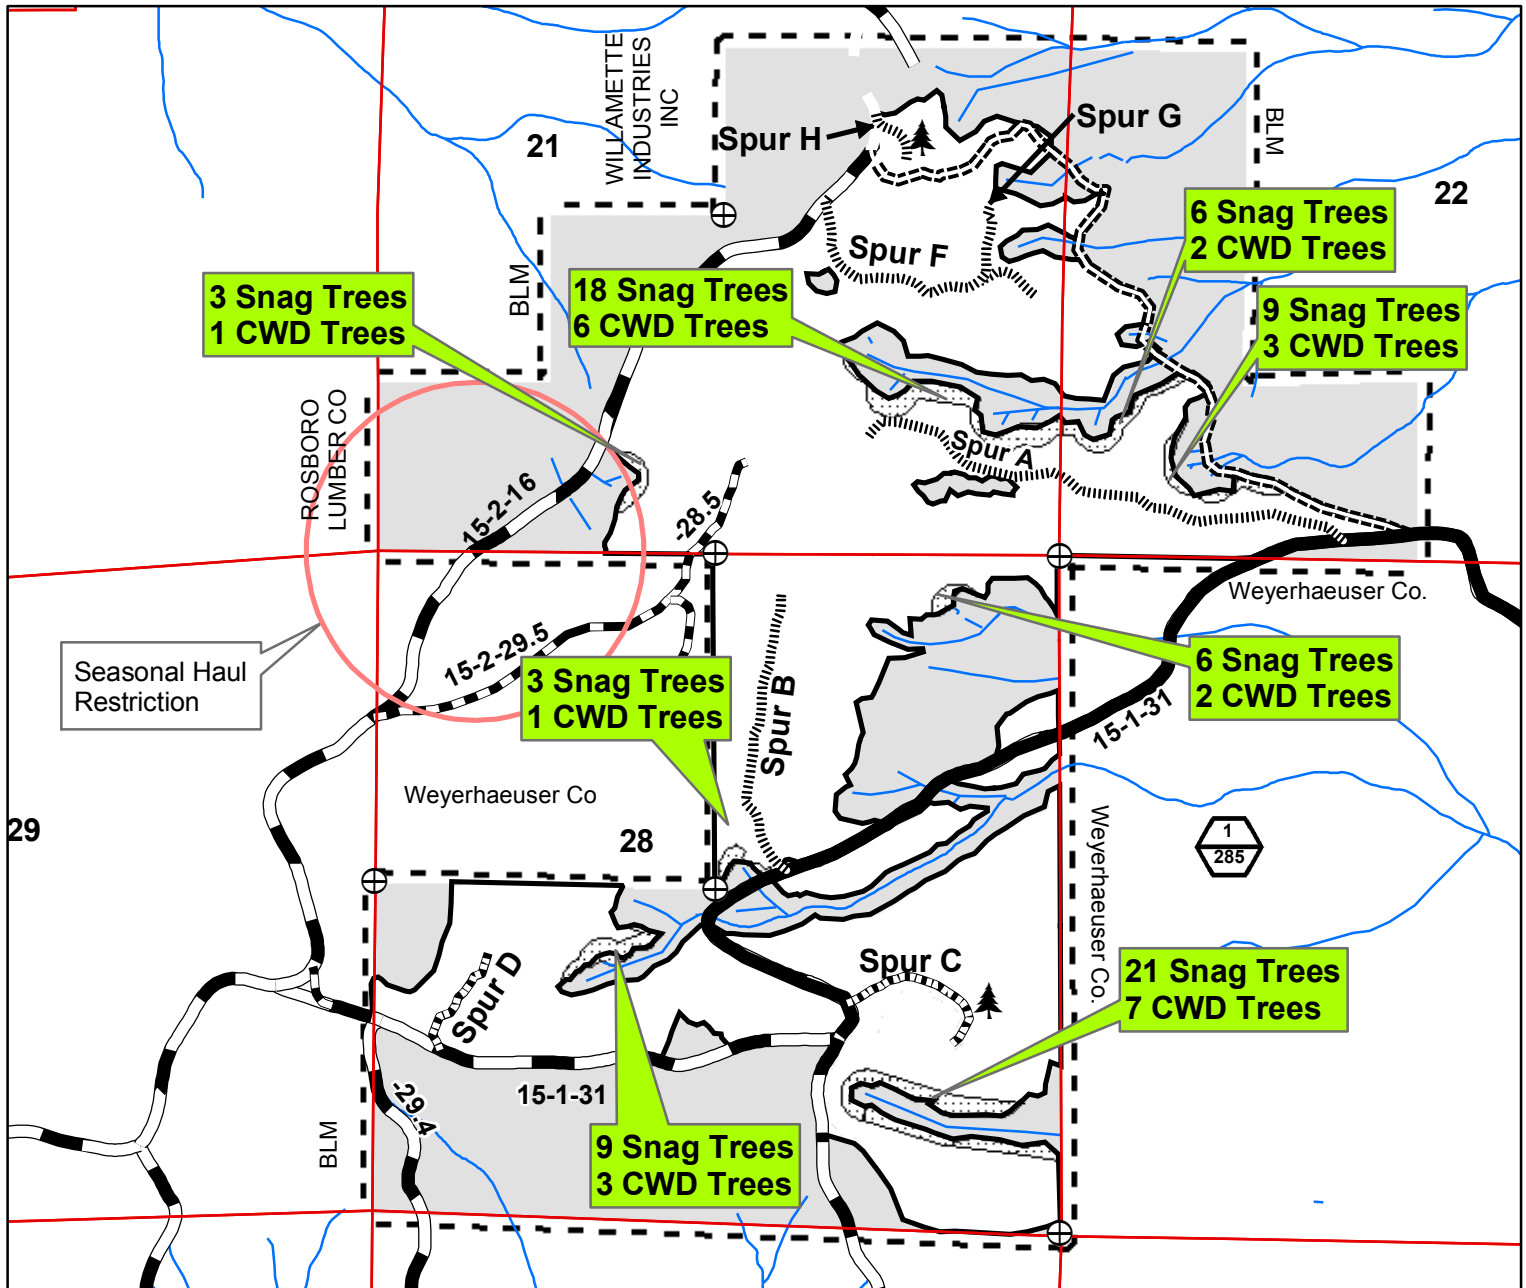 WILLAMETTE
INDUSTRIES
INC
21
Spur H
Spur G
BLM
22
6 Snag Trees
2 CWD Trees
Spur F
BLM
3 Snag Trees
1 CWD Trees
18 Snag Trees
6 CWD Trees
9 Snag Trees
3 CWD Trees
ROSBORO
LUMBER CO
Spur A
15-2-16
-28.5
Weyerhaeuser Co.
15-2-29.5
Seasonal Haul
Restriction
3 Snag Trees
1 CWD Trees
Spur B
6 Snag Trees
2 CWD Trees
15-1-31
Weyerhaeuser Co
29
28
Weyerhaeuser Co.
1
285
Spur D
Spur C
21 Snag Trees
7 CWD Trees
15-1-31
-29.4
BLM
9 Snag Trees
3 CWD Trees